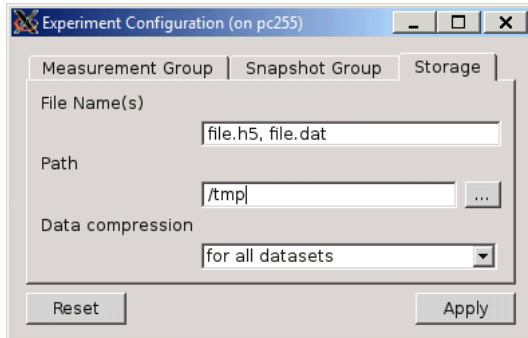 Experiment Configuration (on pc255)
Measurement Group Snapshot Group Storage
File Name(s)
file.h5, file.dat
Path
/tmp ...
Data compression
for all datasets
Reset Apply